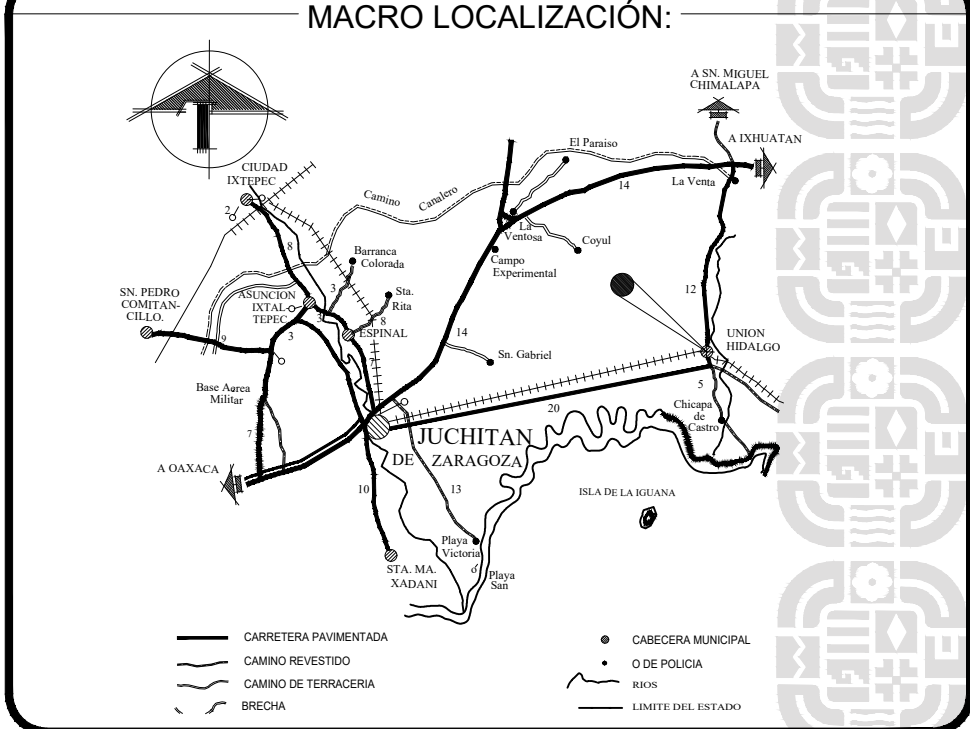 MACRO LOCALIZACIÓN:
A SN. MIGUEL
CHIMALAPA
A IXHUATAN
El Paraiso
CIUDAD
IXTEPEC
14
La Venta
Camino
Canalero
2
La
Ventosa
Coyul
8
Barranca
Colorada
Campo
Experimental
3
Sta.
Rita
12
SN. PEDRO
COMITAN-
CILLO.
ASUNCION
IXTAL-
TEPEC
3
8
ESPINAL
14
UNION
HIDALGO
9
3
7
Sn. Gabriel
5
Base Aerea
Militar
20
Chicapa
de
Castro
7
JUCHITAN
DE ZARAGOZA
A OAXACA
10
13
ISLA DE LA IGUANA
Playa
Victoria
STA. MA.
XADANI
Playa
San
CARRETERA PAVIMENTADA
CABECERA MUNICIPAL
CAMINO REVESTIDO
O DE POLICIA
CAMINO DE TERRACERIA
RIOS
BRECHA
LIMITE DEL ESTADO